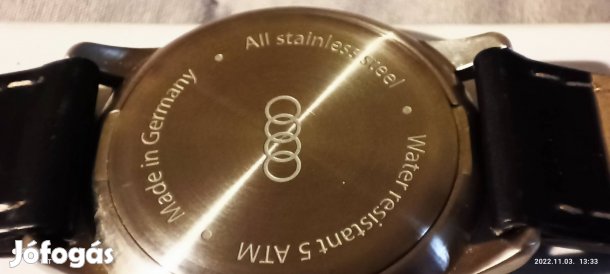 All stainless steel
Made in Germany
Water resistant 5 ATM
Jófogás
2022.11.03. 13:33